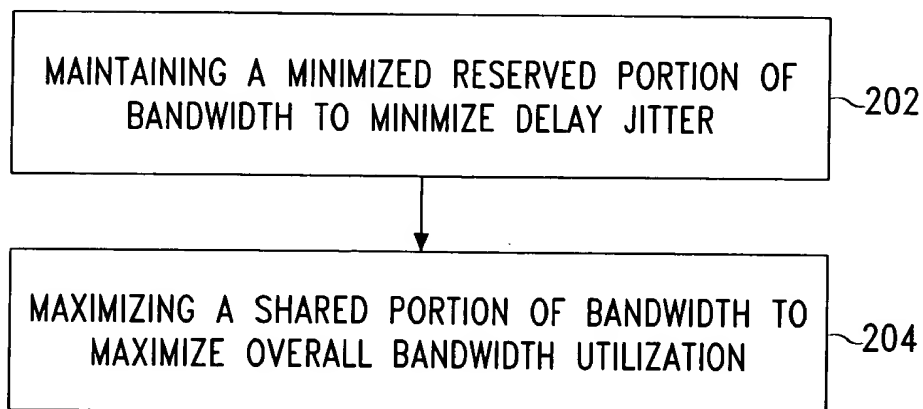 MAINTAINING A MINIMIZED RESERVED PORTION OF
BANDWIDTH TO MINIMIZE DELAY JITTER
202
MAXIMIZING A SHARED PORTION OF BANDWIDTH TO
MAXIMIZE OVERALL BANDWIDTH UTILIZATION
204